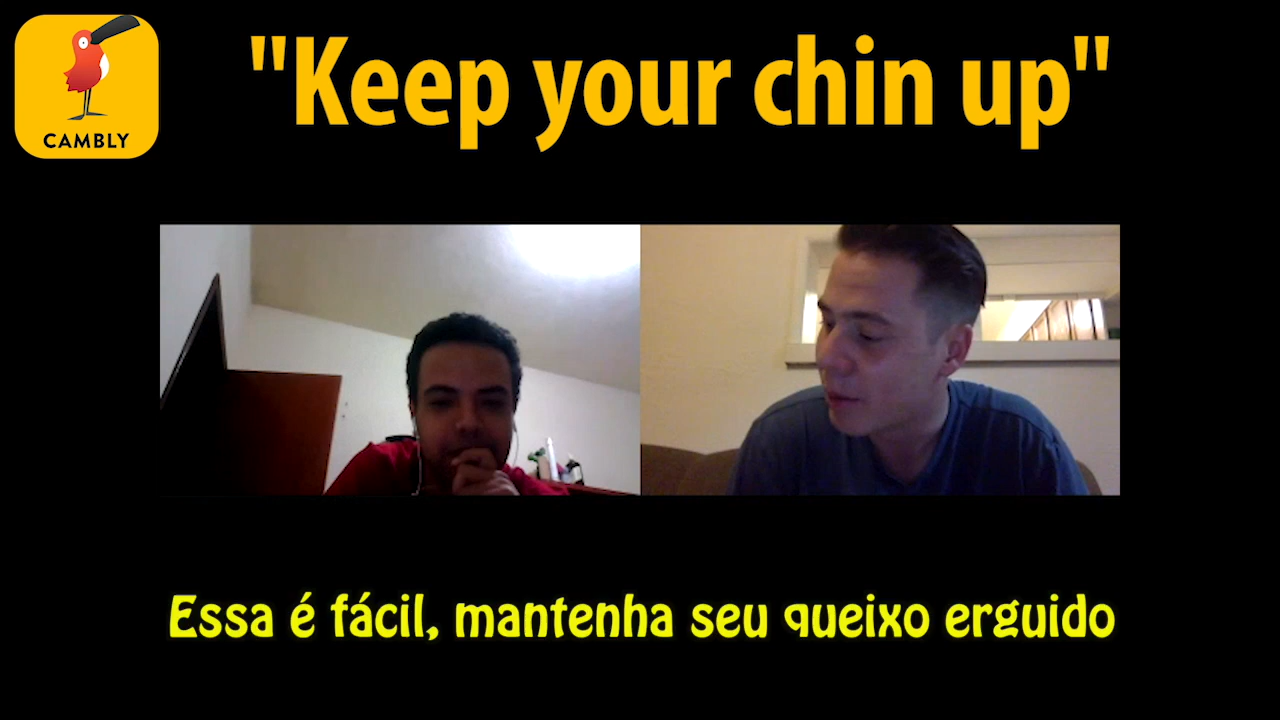 "Keep your chin up"
CAMBLY
Essa é fácil, mantenha seu queixo erguido